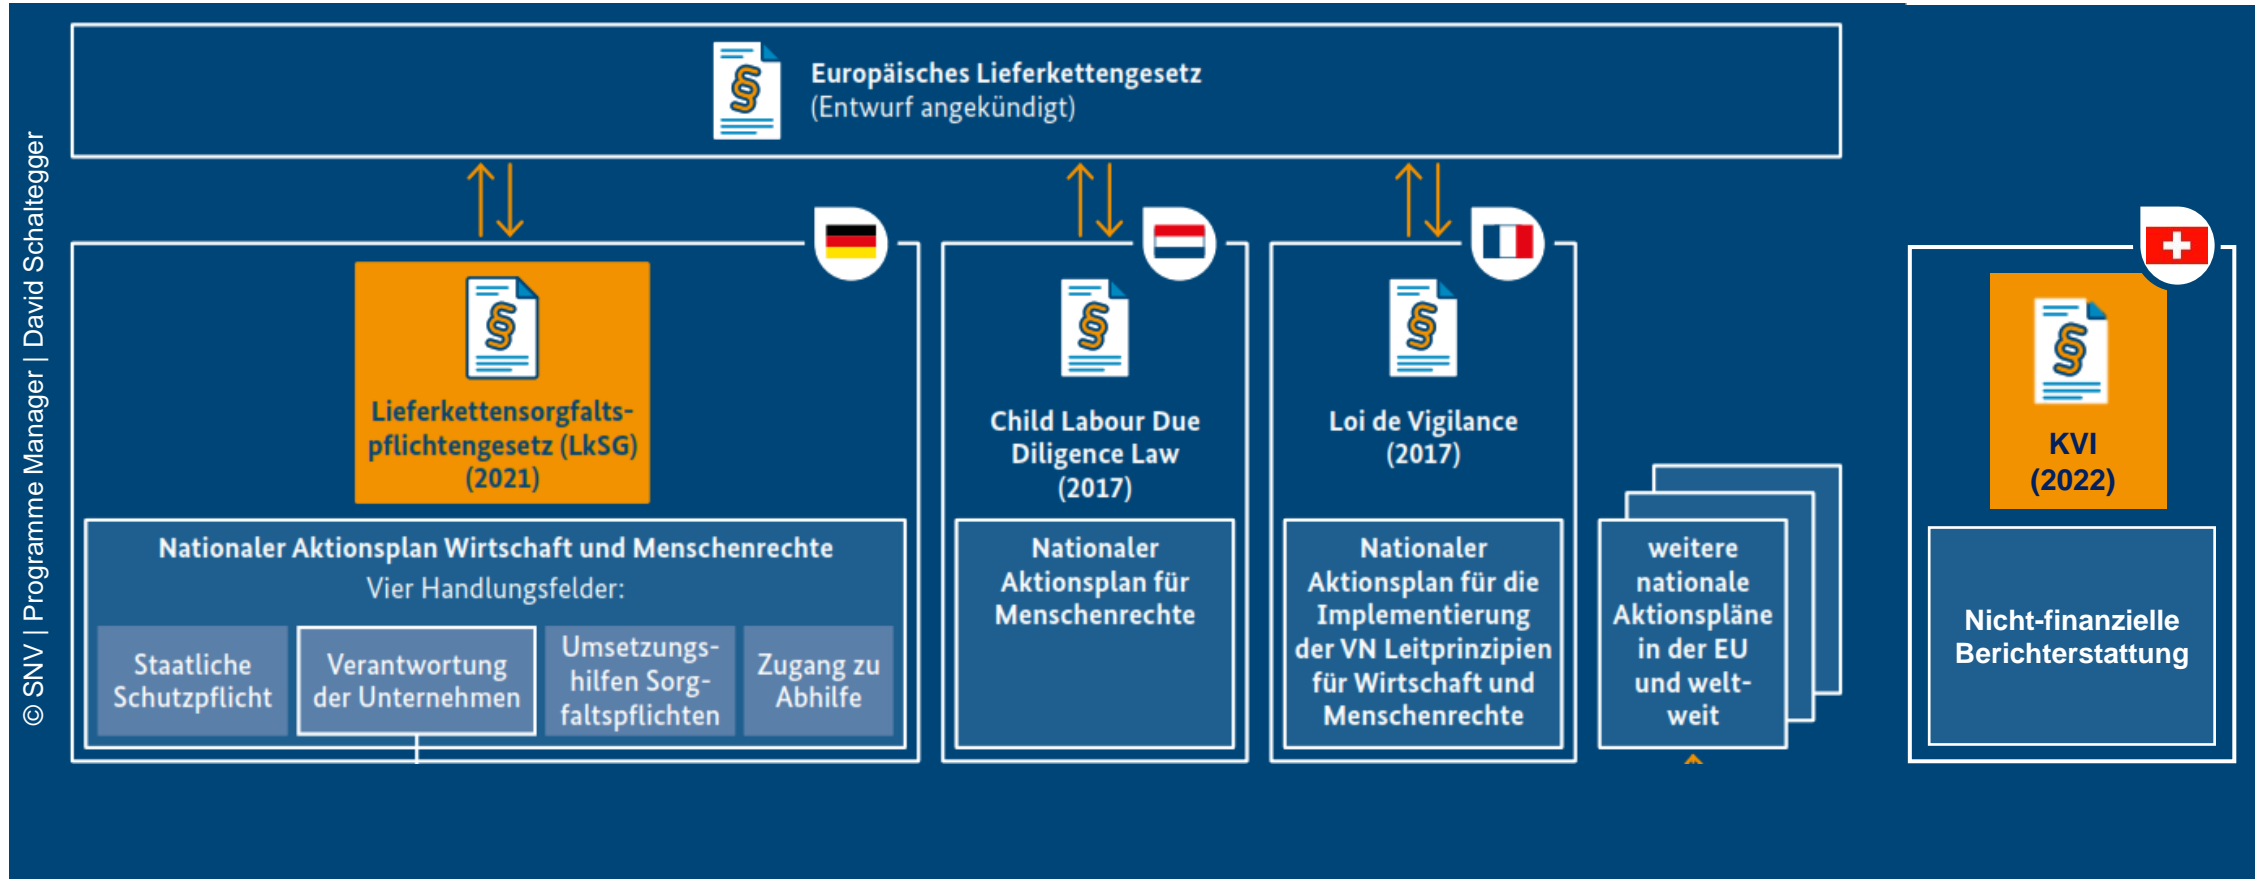 Europäisches Lieferkettengesetz
(Entwurf angekündigt)
© SNV | Programme Manager | David Schaltegger
§
Lieferkettensorgfalts-
pflichtengesetz (LkSG)
(2021)
Nationaler Aktionsplan Wirtschaft und Menschenrechte
Vier Handlungsfelder:
Staatliche
Schutzpflicht
Verantwortung
der Unternehmen
Umsetzungs-
hilfen Sorg-
faltspflichten
Zugang zu
Abhilfe
§
Child Labour Due
Diligence Law
(2017)
Nationaler
Aktionsplan für
Menschenrechte
§
Loi de Vigilance
(2017)
Nationaler
Aktionsplan für die
Implementierung
der VN Leitprinzipien
für Wirtschaft und
Menschenrechte
weitere
nationale
Aktionspläne
in der EU
und welt-
weit
§
KVI
(2022)
Nicht-finanzielle
Berichterstattung
§